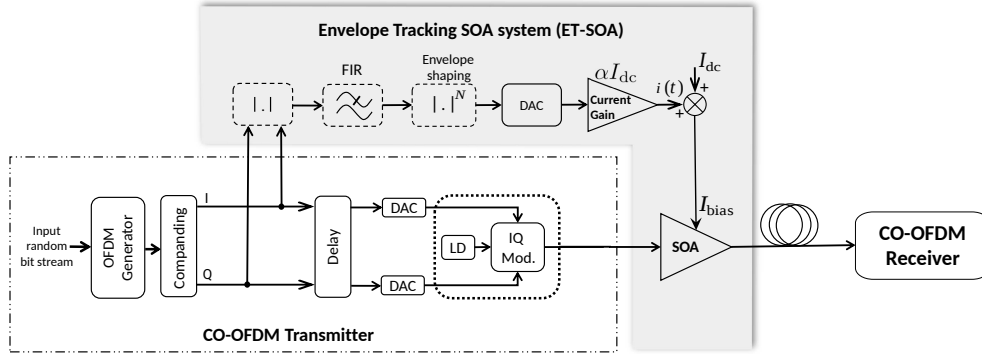 Envelope Tracking SOA system (ET-SOA)
FIR
Envelope
shaping
αI_dc
I_dc
|.|
|.|^N
DAC
Current
Gain
i(t)
+
+
I_bias
Input
random
bit stream
OFDM
Generator
Companding
I
Q
Delay
DAC
DAC
LD
IQ
Mod.
SOA
CO-OFDM
Receiver
CO-OFDM Transmitter